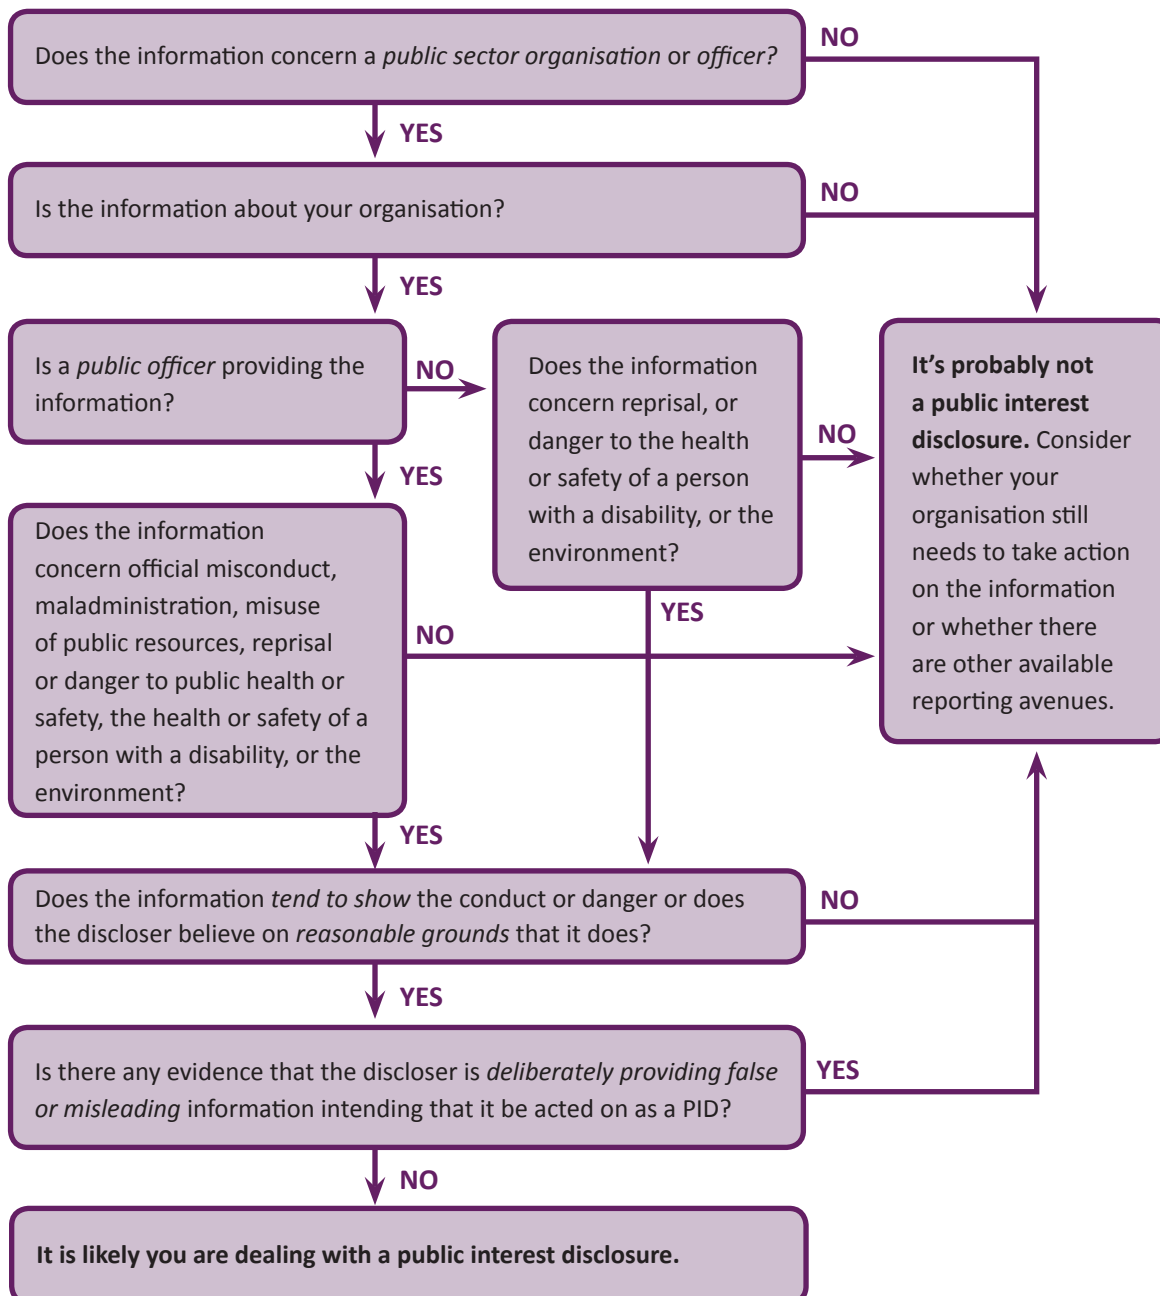 Does the information concern a public sector organisation or officer?
NO
YES
Is the information about your organisation?
NO
YES
Is a public officer providing the
information?
NO
YES
Does the information
concern reprisal, or
danger to the health
or safety of a person
with a disability, or the
environment?
NO
YES
It’s probably not
a public interest
disclosure. Consider
whether your
organisation still
needs to take action
on the information
or whether there
are other available
reporting avenues.
Does the information
concern official misconduct,
maladministration, misuse
of public resources, reprisal
or danger to public health or
safety, the health or safety of a
person with a disability, or the
environment?
NO
YES
Does the information tend to show the conduct or danger or does
the discloser believe on reasonable grounds that it does?
NO
YES
Is there any evidence that the discloser is deliberately providing false
or misleading information intending that it be acted on as a PID?
YES
NO
It is likely you are dealing with a public interest disclosure.